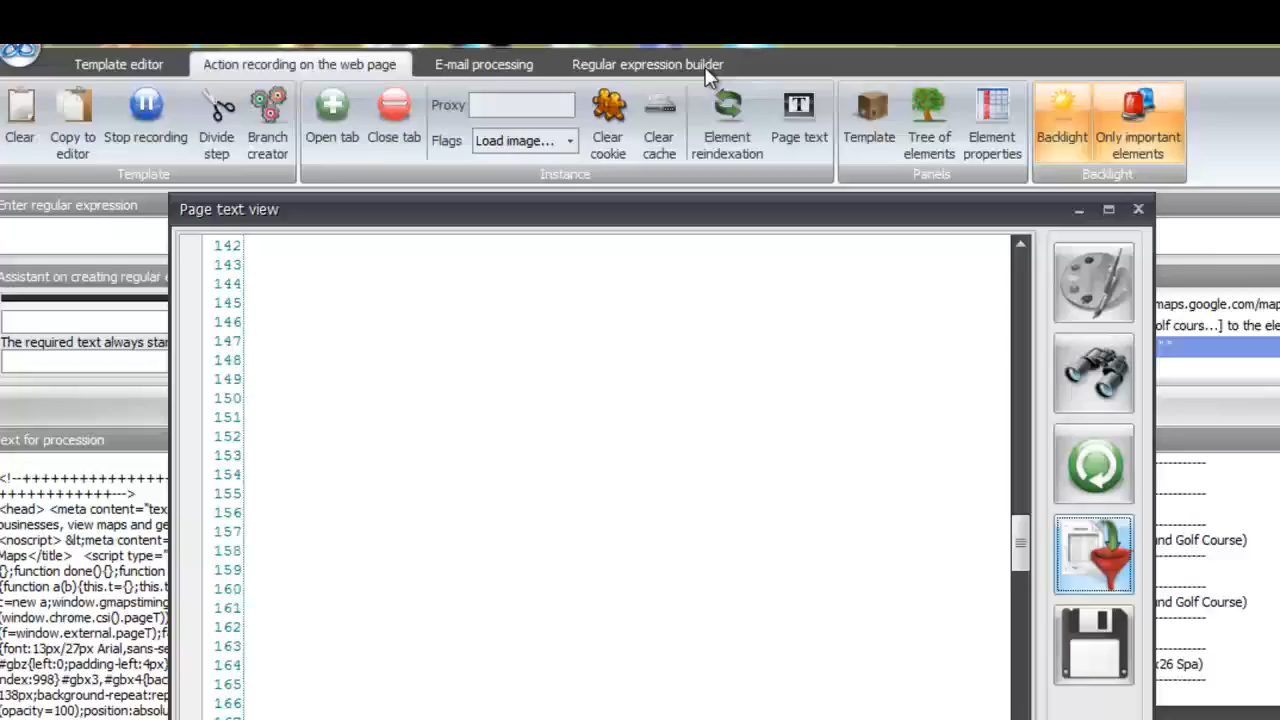 Template editor
Action recording on the web page
E-mail processing
Regular expression builder
Clear
Copy to editor
Stop recording
Divide step
Branch creator
Template
Open tab
Close tab
Proxy
Flags
Load image...
Clear cookie
Clear cache
Element reindexation
Page text
Instance
Template
Tree of elements
Element properties
Panels
Backlight
Only important elements
Backlight
Enter regular expression
Page text view
Assistant on creating regular e
The required text always star
maps.google.com/map
olf cours...] to the ele
ext for procession
142
143
144
145
146
147
148
149
150
151
152
153
154
155
156
157
158
159
160
161
162
163
164
165
166
<!--++++++++++++++++
++++++++++++--->
<head> <meta content="tex
businesses, view maps and ge
<noscript> &lt;meta content=
Maps</title> <script type="
{};function done(){};function
{function a(b){this.t={};this.t
c=new a;window.gmapstiming
(window.chrome.csi().pageT))
(f=window.external.pageT);f
{font:13px/27px Arial,sans-se
#gbz{left:0;padding-left:4px}
index:998}#gbx3,#gbx4{bac
138px;background-repeat:rep
(opacity=100);position:absolu
-----------
-----------
-----------
nd Golf Course)
-----------
-----------
nd Golf Course)
-----------
-----------
x26 Spa)
-----------